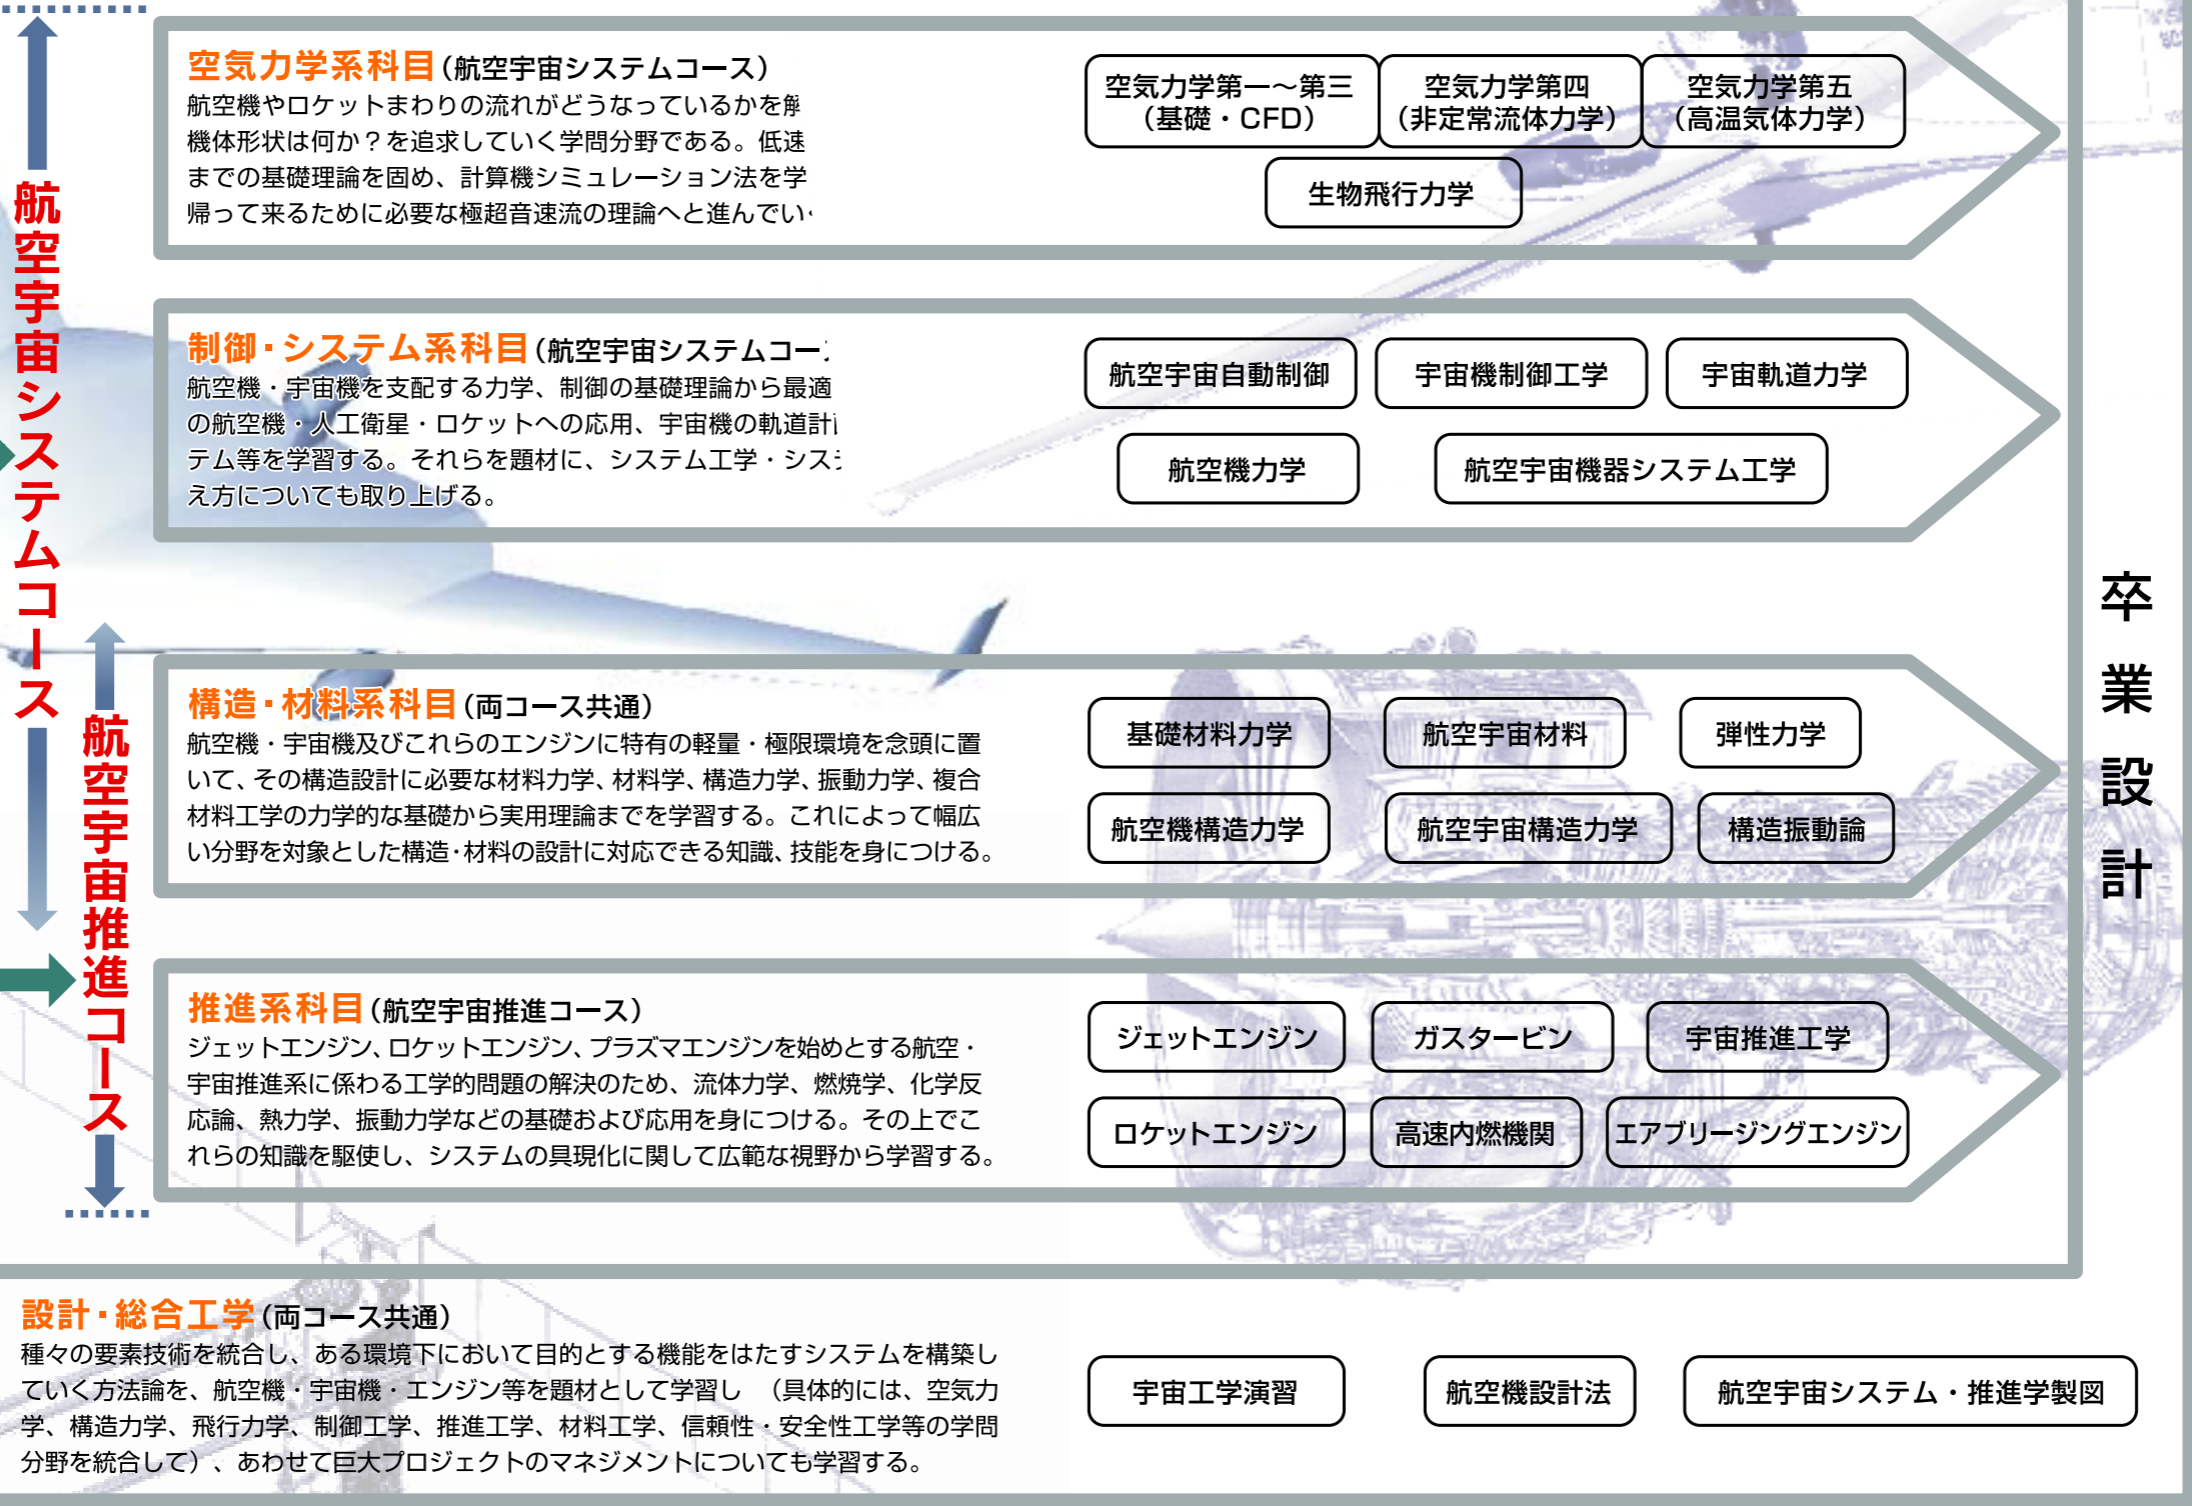 空気力学系科目（航空宇宙システムコース）
航空機やロケットまわりの流れがどうなっているかを
機体形状は何か？を追求していく学問分野である。低速
までの基礎理論を固め、計算機シミュレーション法を学
帰って来るために必要な極超音速流の理論へと進んでい
空気力学第一～第三
（基礎・CFD）
空気力学第四
（非定常流体力学）
空気力学第五
（高温気体力学）
生物飛行力学
航空宇宙システムコース
制御・システム系科目（航空宇宙システムコー
航空機・宇宙機を支配する力学、制御の基礎理論から最適
の航空機・人工衛星・ロケットへの応用、宇宙機の軌道計
テム等を学習する。それらを題材に、システム工学・シス
え方についても取り上げる。
航空宇宙自動制御
宇宙機制御工学
宇宙軌道力学
航空機力学
航空宇宙機器システム工学
航空宇宙推進コース
構造・材料系科目（両コース共通）
航空機・宇宙機及びこれらのエンジンに特有の軽量・極限環境を念頭に置
いて、その構造設計に必要な材料力学、材料学、構造力学、振動力学、複合
材料工学の力学的な基礎から実用理論までを学習する。これによって幅広
い分野を対象とした構造・材料の設計に対応できる知識、技能を身につける。
基礎材料力学
航空宇宙材料
弾性力学
航空機構造力学
航空宇宙構造力学
構造振動論
推進系科目（航空宇宙推進コース）
ジェットエンジン、ロケットエンジン、プラズマエンジンを始めとする航空・
宇宙推進系に係わる工学的問題の解決のため、流体力学、燃焼学、化学反
応論、熱力学、振動力学などの基礎および応用を身につける。その上でこ
れらの知識を駆使し、システムの具現化に関して広範な視野から学習する。
ジェットエンジン
ガスタービン
宇宙推進工学
ロケットエンジン
高速内燃機関
エアブリージングエンジン
卒業設計
設計・総合工学（両コース共通）
種々の要素技術を統合し、ある環境下において目的とする機能をはたすシステムを構築し
ていく方法論を、航空機・宇宙機・エンジン等を題材として学習し　（具体的には、空気力
学、構造力学、飛行力学、制御工学、推進工学、材料工学、信頼性・安全性工学等の学問
分野を統合して）、あわせて巨大プロジェクトのマネジメントについても学習する。
宇宙工学演習
航空機設計法
航空宇宙システム・推進学製図